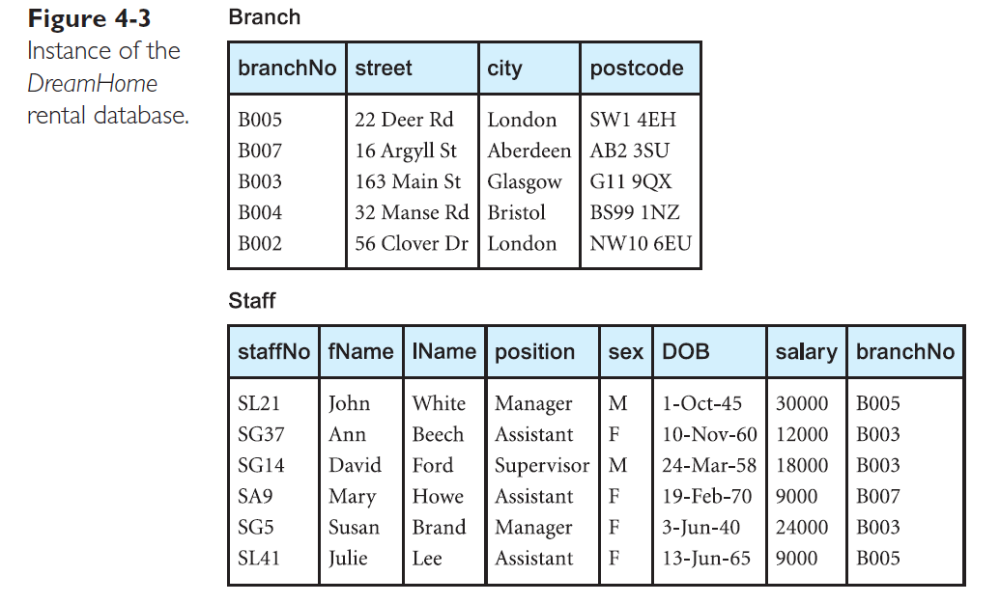 Figure 4-3
Instance of the
DreamHome
rental database.
Branch
branchNo street city postcode
B005 22 Deer Rd London SW1 4EH
B007 16 Argyll St Aberdeen AB2 3SU
B003 163 Main St Glasgow G11 9QX
B004 32 Manse Rd Bristol BS99 1NZ
B002 56 Clover Dr London NW10 6EU
Staff
staffNo fName lName position sex DOB salary branchNo
SL21 John White Manager M 1-Oct-45 30000 B005
SG37 Ann Beech Assistant F 10-Nov-60 12000 B003
SG14 David Ford Supervisor M 24-Mar-58 18000 B003
SA9 Mary Howe Assistant F 19-Feb-70 9000 B007
SG5 Susan Brand Manager F 3-Jun-40 24000 B003
SL41 Julie Lee Assistant F 13-Jun-65 9000 B005